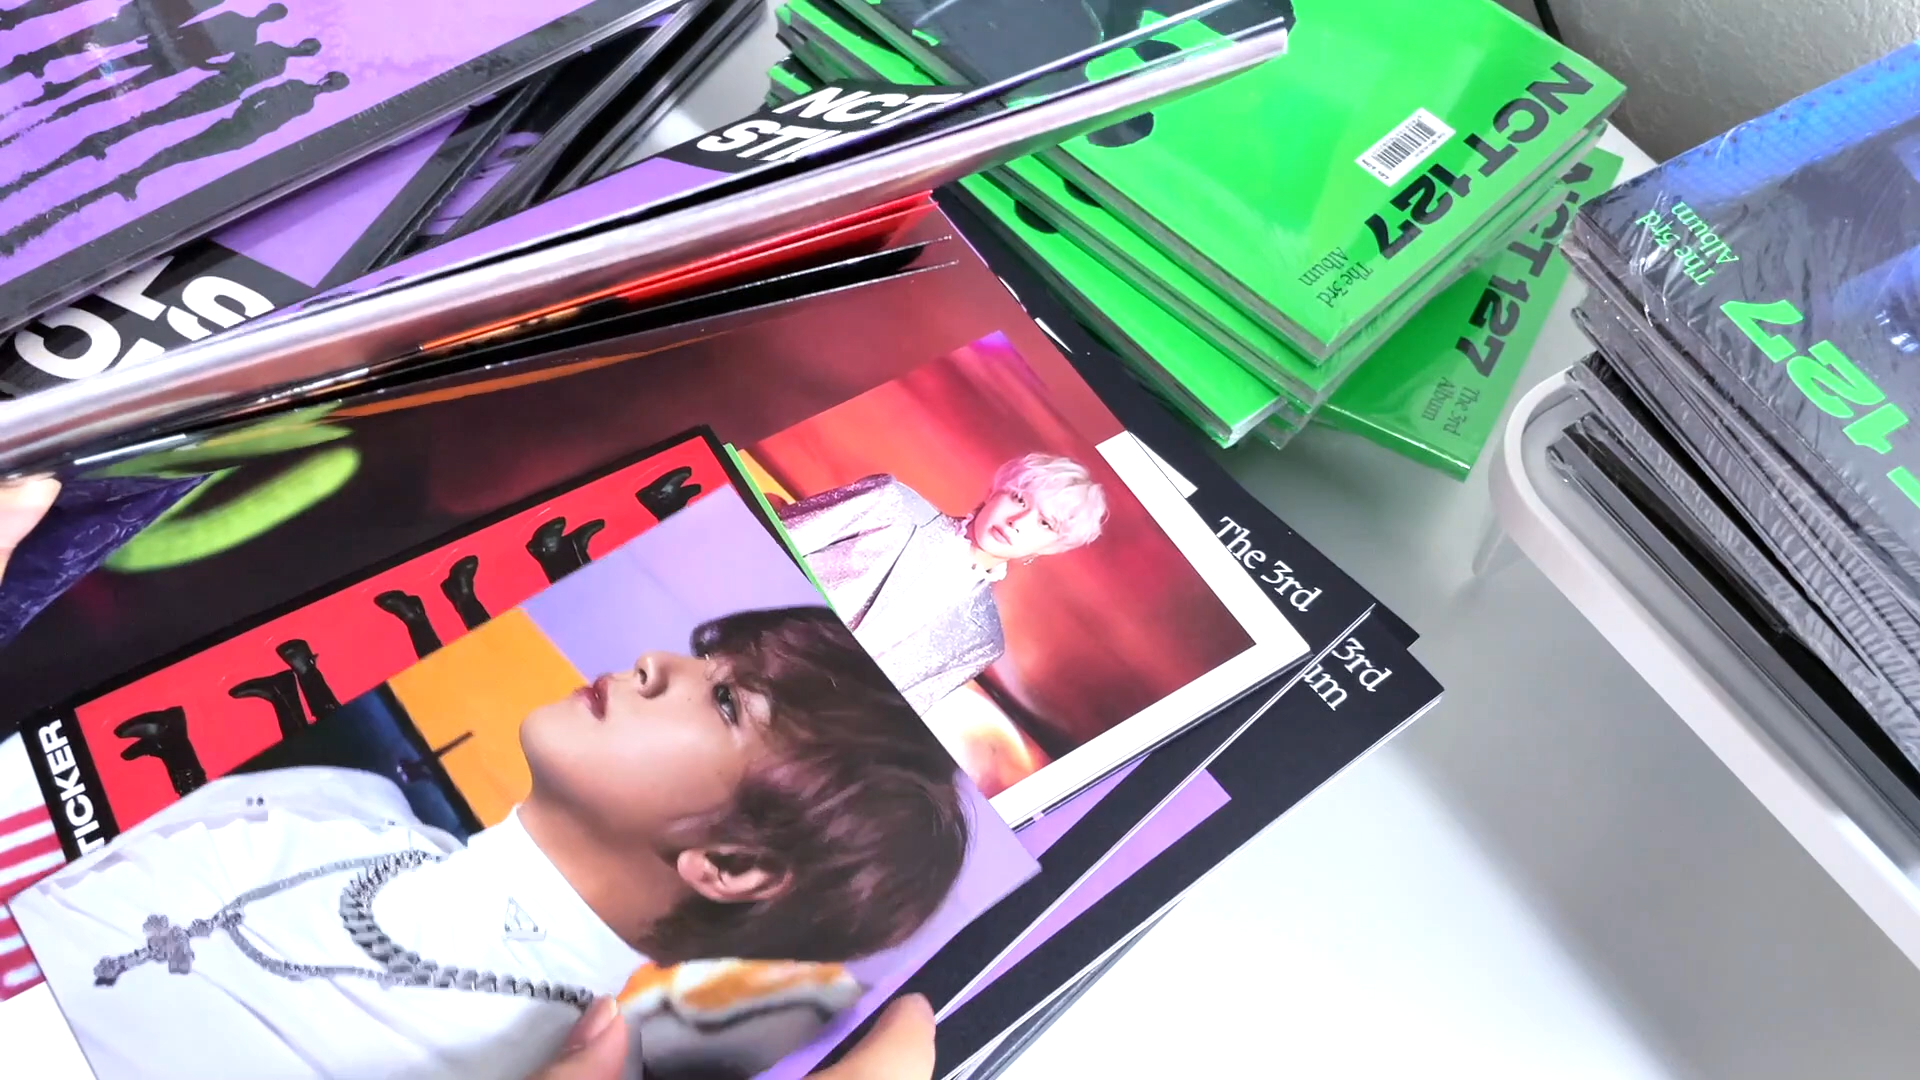 NCT
STI
NCT 127
The 3rd
Album
NCT 127
The 3rd
Album
The 3rd
Album
127
The 3rd
3rd
um
TICKER